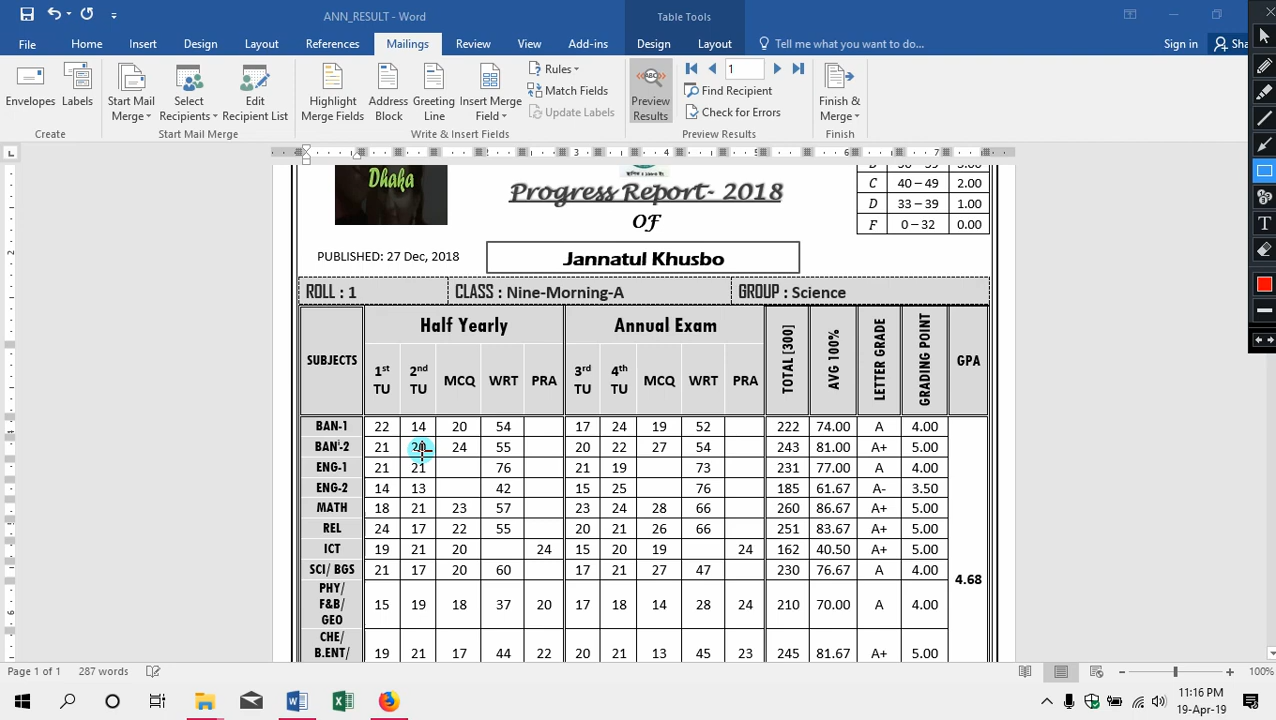 ANN_RESULT - Word
Table Tools
File Home Insert Design Layout References Mailings Review View Add-ins Design Layout Tell me what you want to do... Sign in Sha
Envelopes Labels Start Mail Merge Select Recipients Edit Recipient List Highlight Merge Fields Address Block Greeting Line Insert Merge Field Rules Match Fields Update Labels Preview Results 1 Find Recipient Check for Errors Finish & Merge
Create Start Mail Merge Write & Insert Fields Preview Results Finish
3 4 5 6 7
Dhaka
Progress Report- 2018
OF
C 40 – 49 2.00
D 33 – 39 1.00
F 0 – 32 0.00
PUBLISHED: 27 Dec, 2018
Jannatul Khusbo
ROLL : 1 CLASS : Nine-Morning-A GROUP : Science
SUBJECTS Half Yearly Annual Exam TOTAL [300] AVG 100% LETTER GRADE GRADING POINT GPA
1st TU 2nd TU MCQ WRT PRA 3rd TU 4th TU MCQ WRT PRA
BAN-1 22 14 20 54 17 24 19 52 222 74.00 A 4.00
BAN-2 21 24 55 20 22 27 54 243 81.00 A+ 5.00
ENG-1 21 21 76 21 19 73 231 77.00 A 4.00
ENG-2 14 13 42 15 25 76 185 61.67 A- 3.50
MATH 18 21 23 57 23 24 28 66 260 86.67 A+ 5.00
REL 24 17 22 55 20 21 26 66 251 83.67 A+ 5.00
ICT 19 21 20 24 15 20 19 24 162 40.50 A+ 5.00
SCI/ BGS 21 17 20 60 17 21 27 47 230 76.67 A 4.00
4.68
PHY/ F&B/ GEO 15 19 18 37 20 17 18 14 28 24 210 70.00 A 4.00
CHE/ B.ENT/ 19 21 17 44 22 20 21 13 45 23 245 81.67 A+ 5.00
Page 1 of 1 287 words 100%
11:16 PM
19-Apr-19